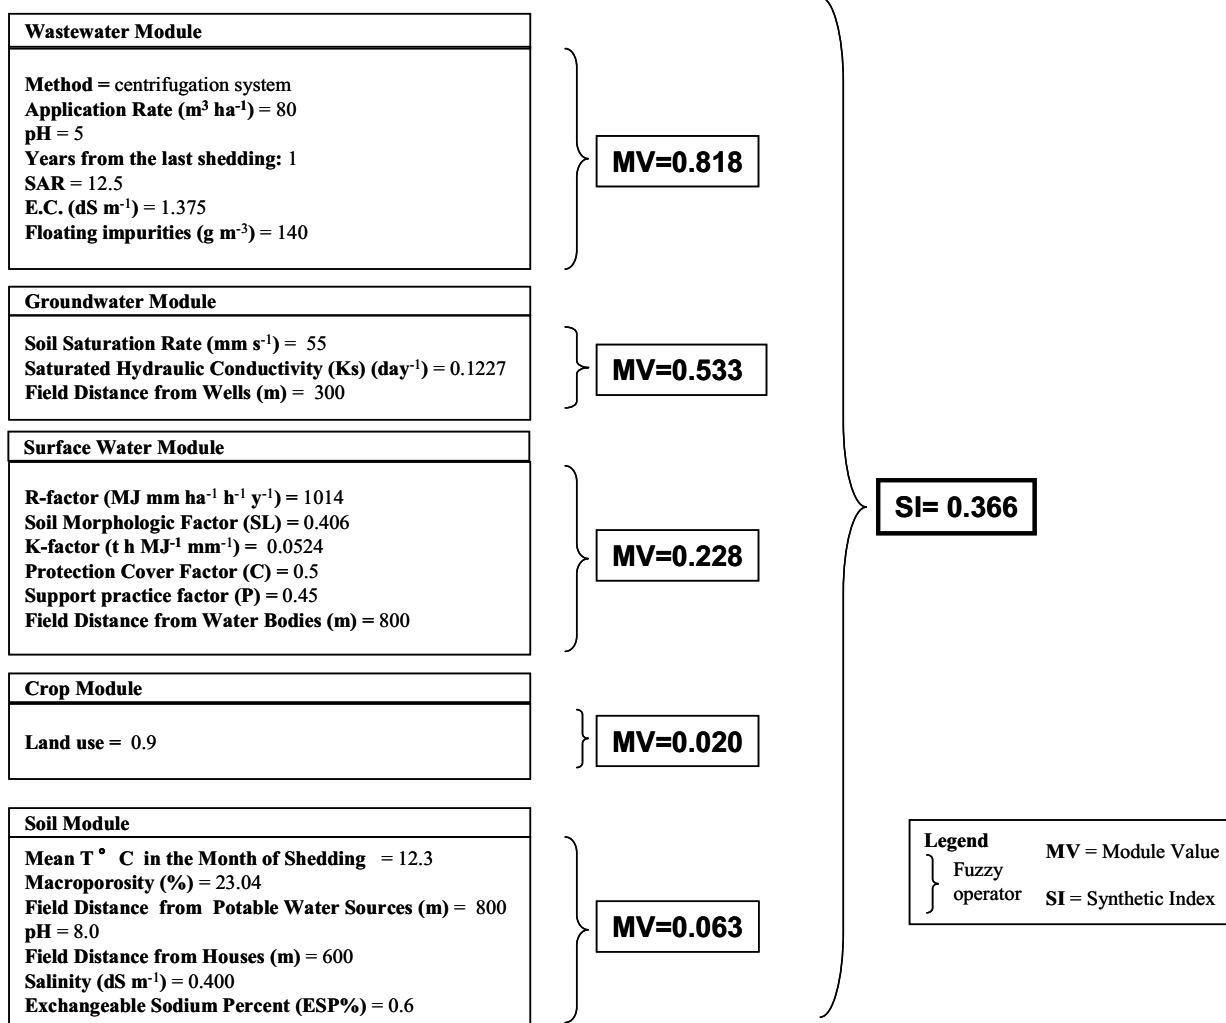 Wastewater Module
Method = centrifugation system
Application Rate (m³ ha⁻¹) = 80
pH = 5
Years from the last shedding: 1
SAR = 12.5
E.C. (dS m⁻¹) = 1.375
Floating impurities (g m⁻³) = 140
MV=0.818
Groundwater Module
Soil Saturation Rate (mm s⁻¹) = 55
Saturated Hydraulic Conductivity (Ks) (day⁻¹) = 0.1227
Field Distance from Wells (m) = 300
MV=0.533
Surface Water Module
R-factor (MJ mm ha⁻¹ h⁻¹ y⁻¹) = 1014
Soil Morphologic Factor (SL) = 0.406
K-factor (t h MJ⁻¹ mm⁻¹) = 0.0524
Protection Cover Factor (C) = 0.5
Support practice factor (P) = 0.45
Field Distance from Water Bodies (m) = 800
MV=0.228
Crop Module
Land use = 0.9
MV=0.020
Soil Module
Mean T° C in the Month of Shedding = 12.3
Macroporosity (%) = 23.04
Field Distance from Potable Water Sources (m) = 800
pH = 8.0
Field Distance from Houses (m) = 600
Salinity (dS m⁻¹) = 0.400
Exchangeable Sodium Percent (ESP%) = 0.6
MV=0.063
SI= 0.366
Legend
Fuzzy
operator
MV = Module Value
SI = Synthetic Index